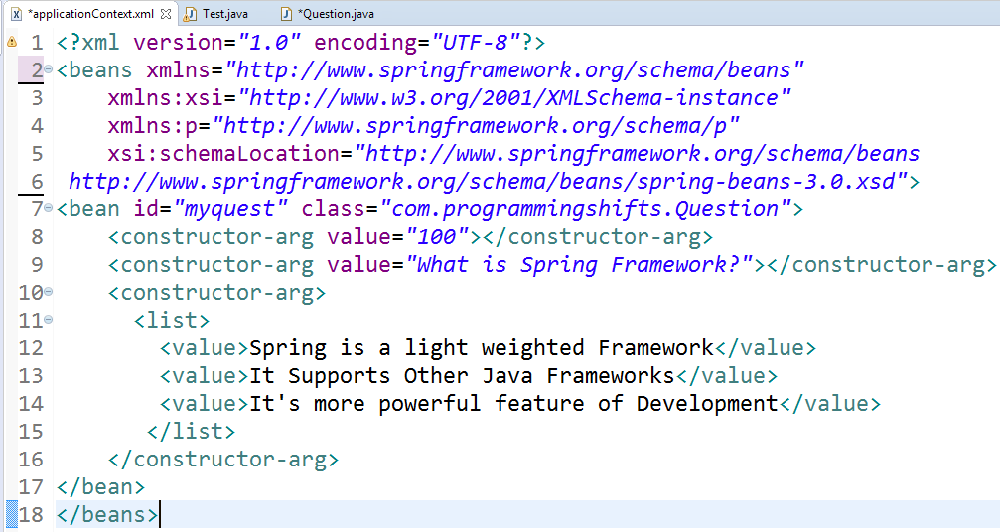 *applicationContext.xml Test.java *Question.java
1 <?xml version="1.0" encoding="UTF-8"?>
2 <beans xmlns="http://www.springframework.org/schema/beans"
3 xmlns:xsi="http://www.w3.org/2001/XMLSchema-instance"
4 xmlns:p="http://www.springframework.org/schema/p"
5 xsi:schemaLocation="http://www.springframework.org/schema/beans
6 http://www.springframework.org/schema/beans/spring-beans-3.0.xsd">
7 <bean id="myquest" class="com.programmingshifts.Question">
8 <constructor-arg value="100"></constructor-arg>
9 <constructor-arg value="What is Spring Framework?"></constructor-arg>
10 <constructor-arg>
11 <list>
12 <value>Spring is a light weighted Framework</value>
13 <value>It Supports Other Java Frameworks</value>
14 <value>It's more powerful feature of Development</value>
15 </list>
16 </constructor-arg>
17 </bean>
18 </beans>